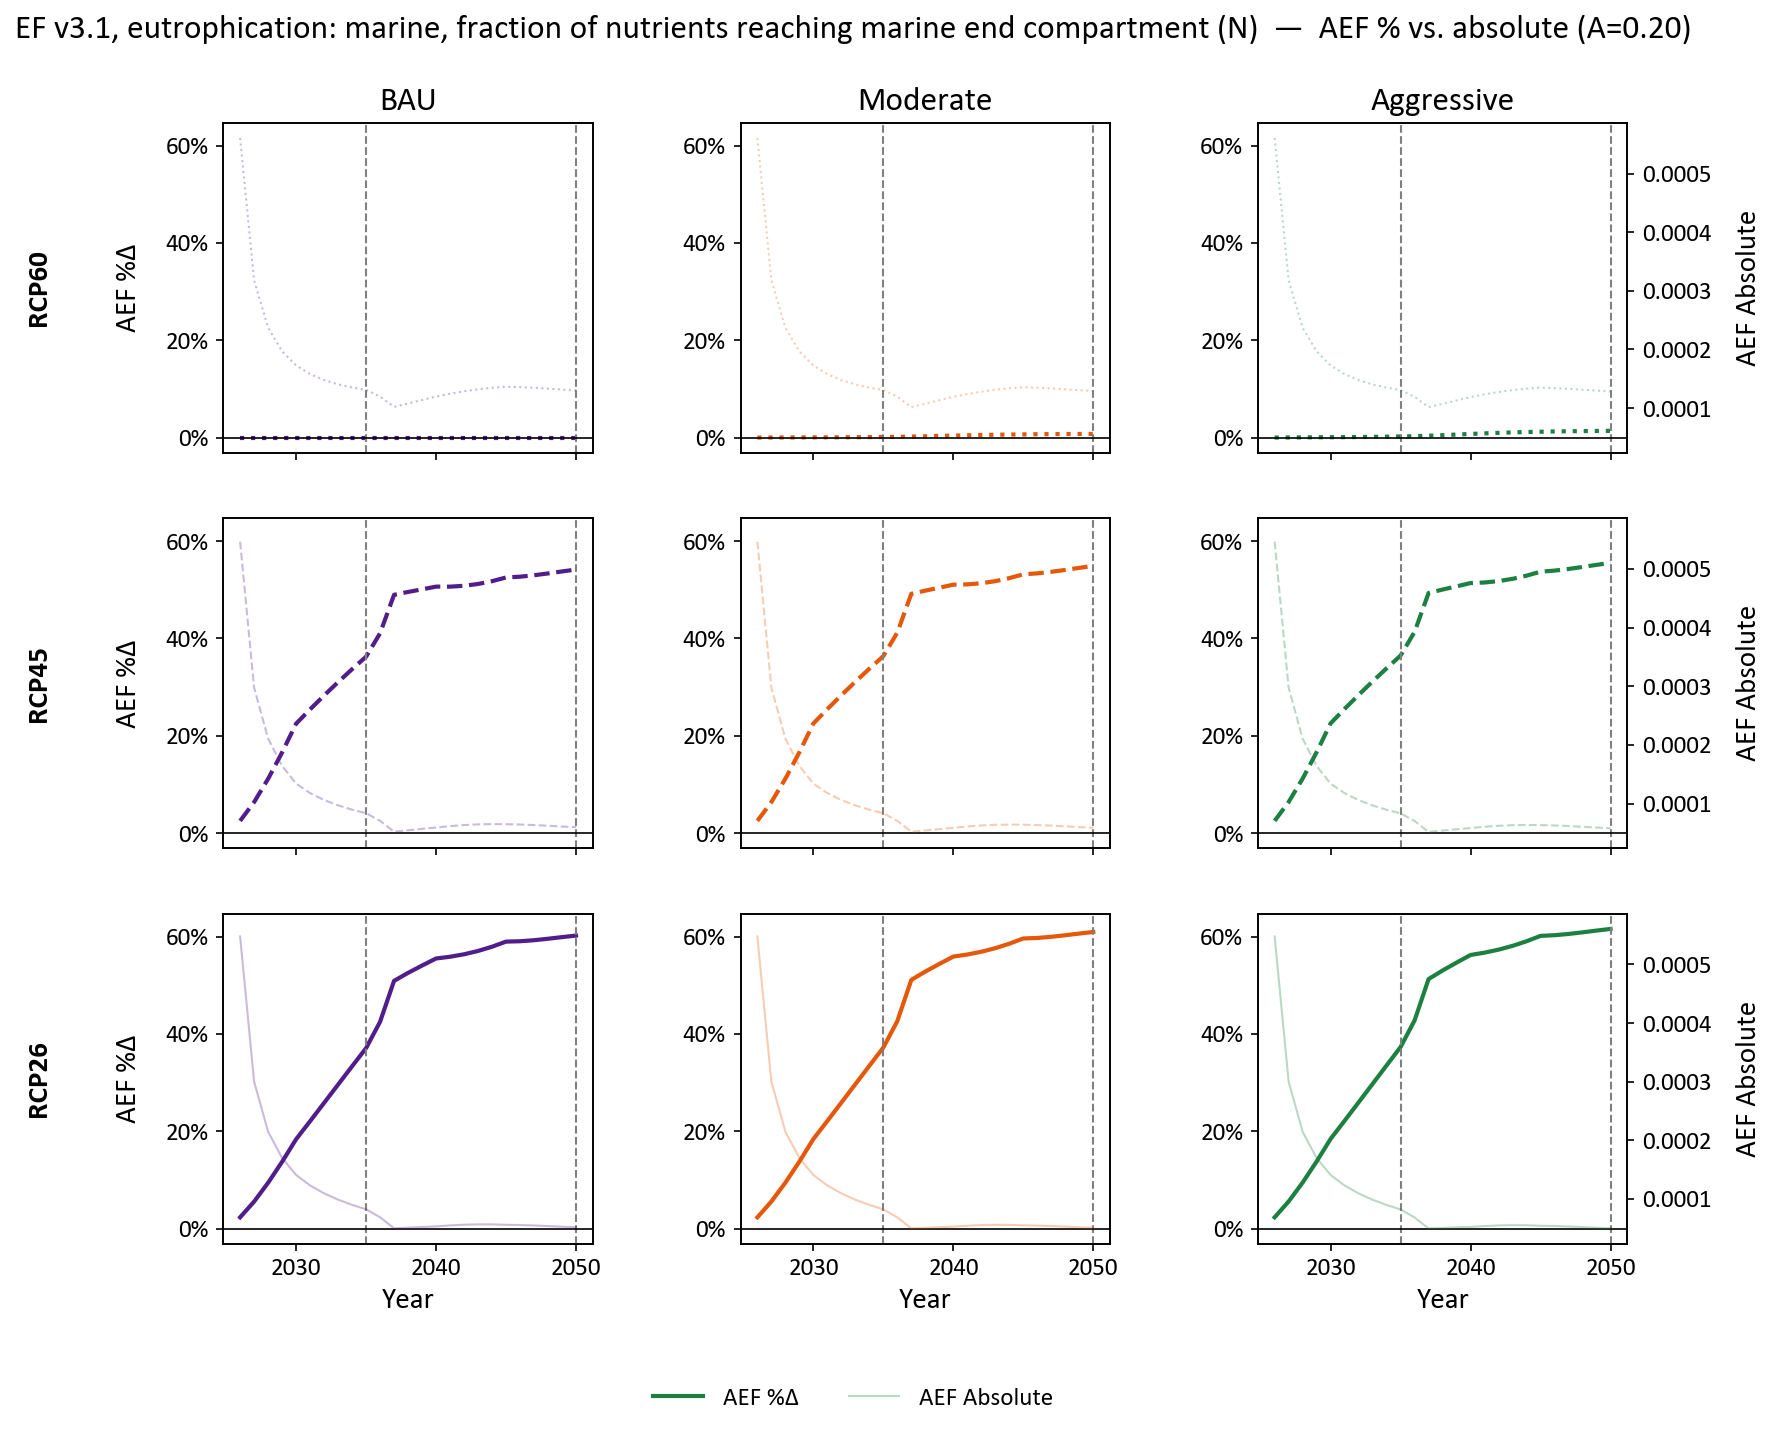 EF v3.1, eutrophication: marine, fraction of nutrients reaching marine end compartment (N) — AEF % vs. absolute (A=0.20)
BAU
Moderate
Aggressive
RCP60
AEF %Δ
60%
40%
20%
0%
60%
40%
20%
0%
60%
40%
20%
0%
0.0005
0.0004
0.0003
0.0002
0.0001
AEF Absolute
RCP45
AEF %Δ
60%
40%
20%
0%
60%
40%
20%
0%
60%
40%
20%
0%
0.0005
0.0004
0.0003
0.0002
0.0001
AEF Absolute
RCP26
AEF %Δ
60%
40%
20%
0%
60%
40%
20%
0%
60%
40%
20%
0%
0.0005
0.0004
0.0003
0.0002
0.0001
AEF Absolute
2030 2040 2050
2030 2040 2050
2030 2040 2050
Year
Year
Year
AEF %Δ
AEF Absolute